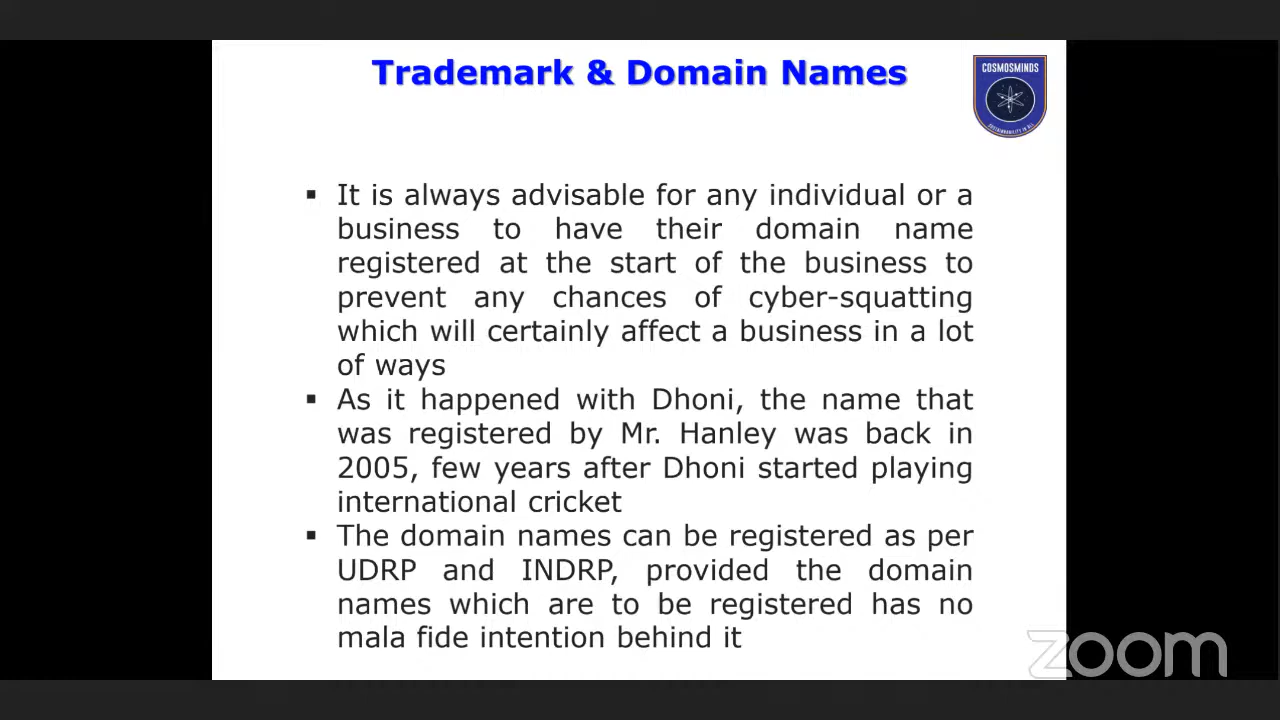 Trademark & Domain Names
COSMOSMINDS
▪ It is always advisable for any individual or a
business to have their domain name
registered at the start of the business to
prevent any chances of cyber-squatting
which will certainly affect a business in a lot
of ways
▪ As it happened with Dhoni, the name that
was registered by Mr. Hanley was back in
2005, few years after Dhoni started playing
international cricket
▪ The domain names can be registered as per
UDRP and INDRP, provided the domain
names which are to be registered has no
mala fide intention behind it
zoom